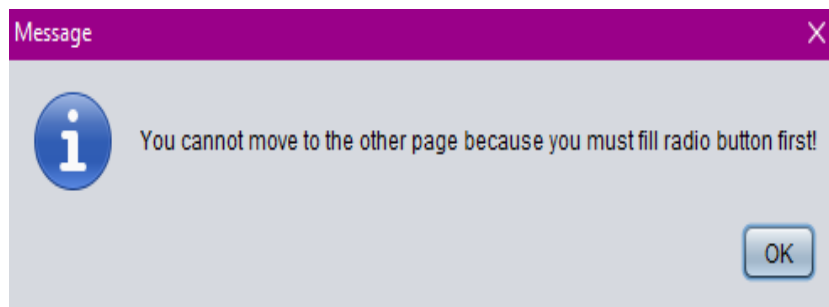 Message
You cannot move to the other page because you must fill radio button first!
OK